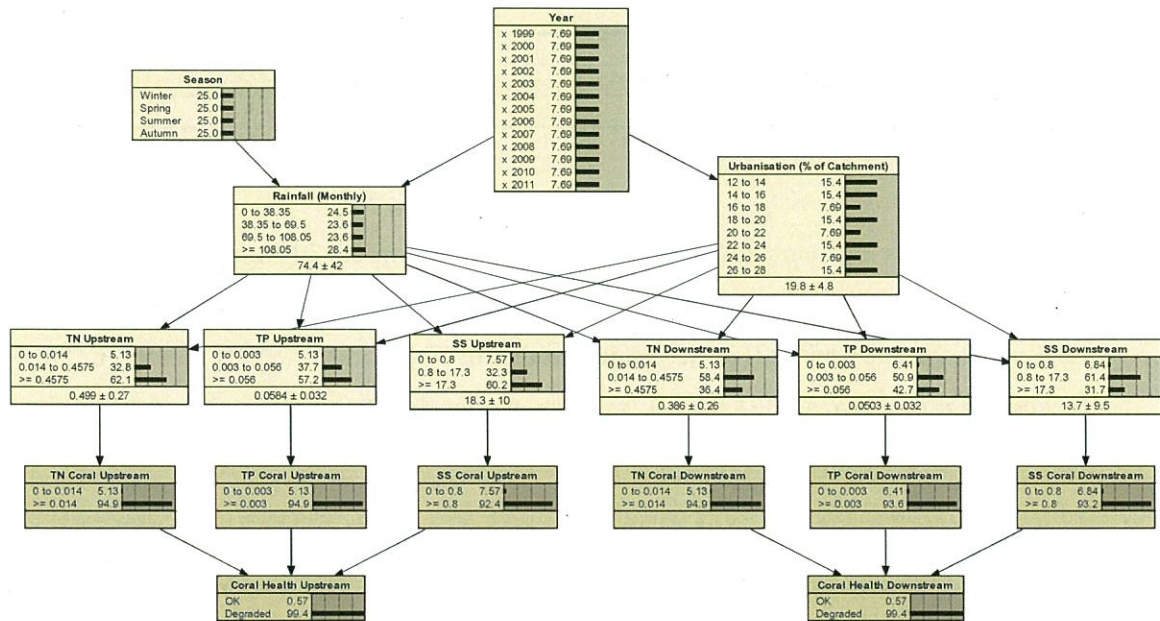 Year
x 1999 7.69
x 2000 7.69
x 2001 7.69
x 2002 7.69
x 2003 7.69
x 2004 7.69
x 2005 7.69
x 2006 7.69
x 2007 7.69
x 2008 7.69
x 2009 7.69
x 2010 7.69
x 2011 7.69
Season
Winter 25.0
Spring 25.0
Summer 25.0
Autumn 25.0
Urbanisation (% of Catchment)
12 to 14 15.4
14 to 16 15.4
16 to 18 7.69
18 to 20 15.4
20 to 22 7.69
22 to 24 15.4
24 to 26 7.69
26 to 28 15.4
19.8 ± 4.8
Rainfall (Monthly)
0 to 38.35 24.5
38.35 to 69.5 23.6
69.5 to 108.05 23.6
>= 108.05 28.4
74.4 ± 42
TN Upstream
0 to 0.014 5.13
0.014 to 0.4575 32.8
>= 0.4575 62.1
0.499 ± 0.27
TP Upstream
0 to 0.003 5.13
0.003 to 0.056 37.7
>= 0.056 57.2
0.0584 ± 0.032
SS Upstream
0 to 0.8 7.57
0.8 to 17.3 32.3
>= 17.3 60.2
18.3 ± 10
TN Downstream
0 to 0.014 5.13
0.014 to 0.4575 58.4
>= 0.4575 36.4
0.386 ± 0.26
TP Downstream
0 to 0.003 6.41
0.003 to 0.056 50.9
>= 0.056 42.7
0.0503 ± 0.032
SS Downstream
0 to 0.8 6.84
0.8 to 17.3 61.4
>= 17.3 31.7
13.7 ± 9.5
TN Coral Upstream
0 to 0.014 5.13
>= 0.014 94.9
TP Coral Upstream
0 to 0.003 5.13
>= 0.003 94.9
SS Coral Upstream
0 to 0.8 7.57
>= 0.8 92.4
TN Coral Downstream
0 to 0.014 5.13
>= 0.014 94.9
TP Coral Downstream
0 to 0.003 6.41
>= 0.003 93.6
SS Coral Downstream
0 to 0.8 6.84
>= 0.8 93.2
Coral Health Upstream
OK 0.57
Degraded 99.4
Coral Health Downstream
OK 0.57
Degraded 99.4